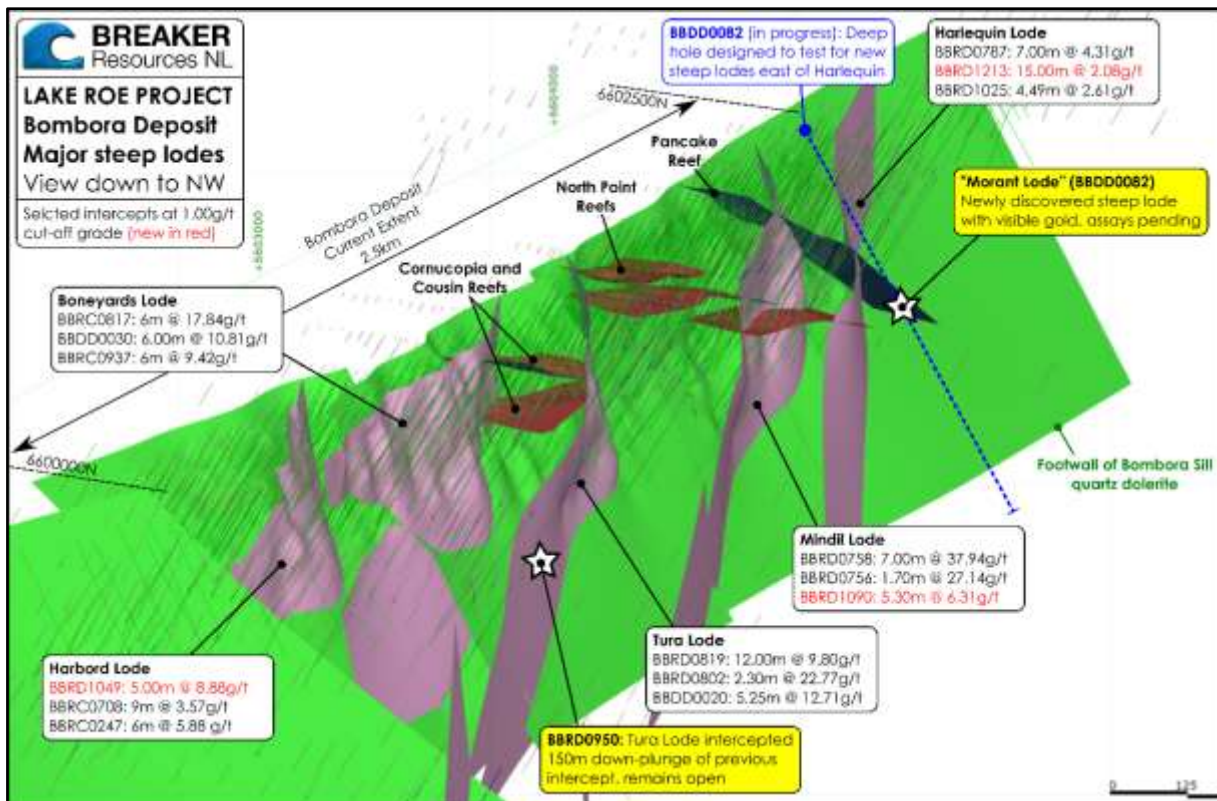 BREAKER
Resources NL
LAKE ROE PROJECT
Bombora Deposit
Major steep lodes
View down to NW
Selcted intercepts at 1.00g/t
cut-off grade (new in red)
BBDD0082 (in progress): Deep
hole designed to test for new
steep lodes east of Harlequin
Harlequin Lode
BBRD0787: 7.00m @ 4.31g/t
BBRD1213: 15.00m @ 2.08g/t
BBRD1025: 4.49m @ 2.61g/t
6602500N
Pancake
Reef
North Point
Reefs
"Morant Lode" (BBDD0082)
Newly discovered steep lode
with visible gold, assays pending
Bombora Deposit
Current Extent
2.5km
Cornucopia and
Cousin Reefs
Boneyards Lode
BBRC0817: 6m @ 17.84g/t
BBDD0030: 6.00m @ 10.81g/t
BBRC0937: 6m @ 9.42g/t
6600000N
Footwall of Bombora Sill
quartz dolerite
Mindil Lode
BBRD0758: 7.00m @ 37.94g/t
BBRD0756: 1.70m @ 27.14g/t
BBRD1090: 5.30m @ 6.31g/t
Tura Lode
BBRD0819: 12.00m @ 9.80g/t
BBRD0802: 2.30m @ 22.77g/t
BBDD0020: 5.25m @ 12.71g/t
Harbord Lode
BBRD1049: 5.00m @ 8.88g/t
BBRC0708: 9m @ 3.57g/t
BBRC0247: 6m @ 5.88 g/t
BBRD0950: Tura Lode intercepted
150m down-plunge of previous
intercept, remains open
0 125